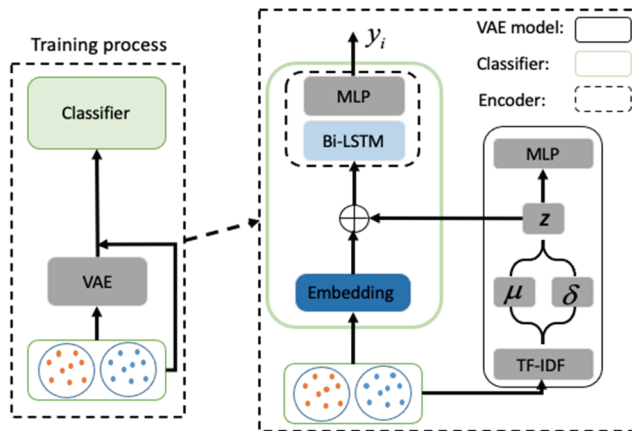 Training process
Classifier
VAE
y_i
MLP
Bi-LSTM
Embedding
VAE model:
Classifier:
Encoder:
MLP
z
μ δ
TF-IDF